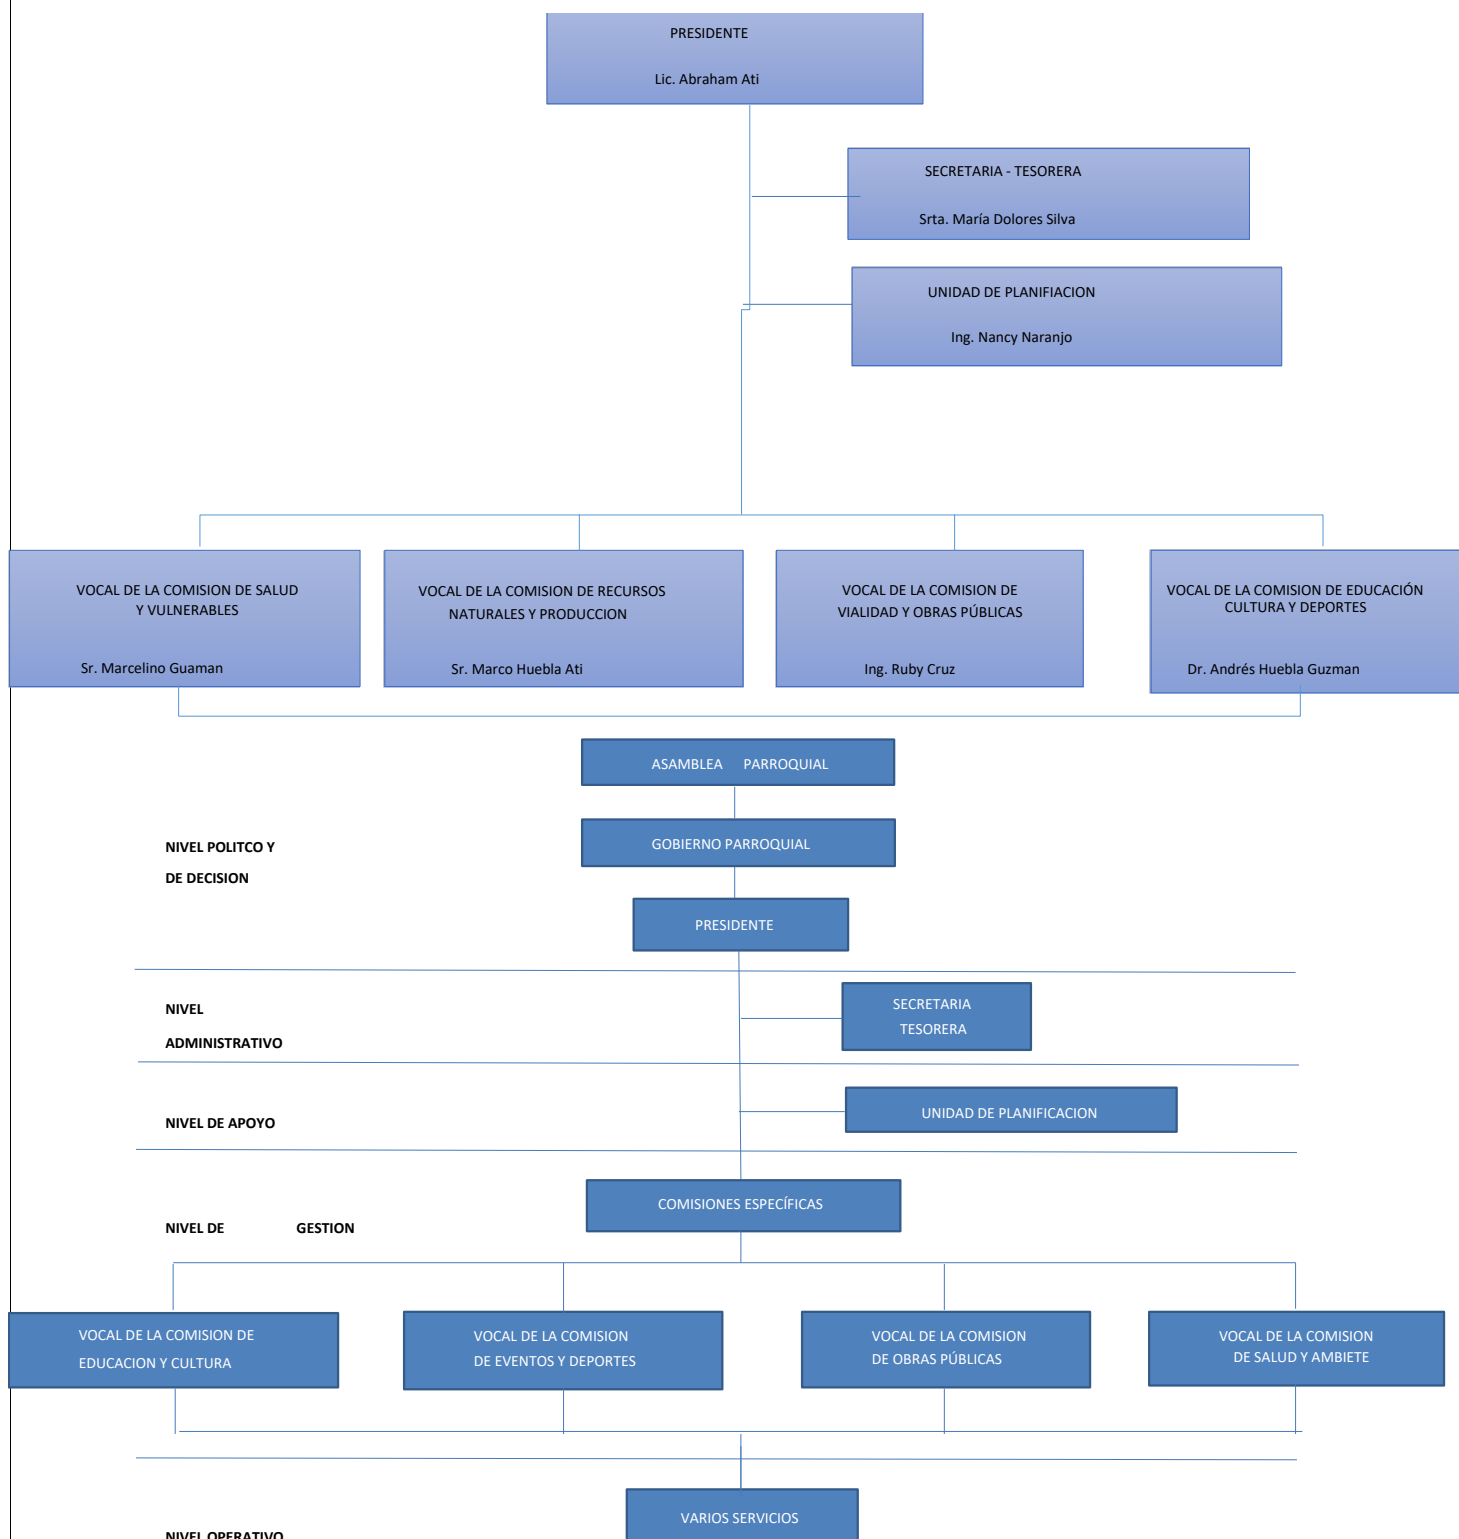 PRESIDENTE
Lic. Abraham Ati
SECRETARIA - TESORERA
Srta. María Dolores Silva
UNIDAD DE PLANIFIACION
Ing. Nancy Naranjo
VOCAL DE LA COMISION DE SALUD
Y VULNERABLES
Sr. Marcelino Guaman
VOCAL DE LA COMISION DE RECURSOS
NATURALES Y PRODUCCION
Sr. Marco Huebla Ati
VOCAL DE LA COMISION DE
VIALIDAD Y OBRAS PÚBLICAS
Ing. Ruby Cruz
VOCAL DE LA COMISION DE EDUCACIÓN
CULTURA Y DEPORTES
Dr. Andrés Huebla Guzman
ASAMBLEA PARROQUIAL
NIVEL POLITCO Y
DE DECISION
GOBIERNO PARROQUIAL
PRESIDENTE
NIVEL
ADMINISTRATIVO
SECRETARIA
TESORERA
NIVEL DE APOYO
UNIDAD DE PLANIFICACION
COMISIONES ESPECÍFICAS
NIVEL DE GESTION
VOCAL DE LA COMISION DE
EDUCACION Y CULTURA
VOCAL DE LA COMISION
DE EVENTOS Y DEPORTES
VOCAL DE LA COMISION
DE OBRAS PÚBLICAS
VOCAL DE LA COMISION
DE SALUD Y AMBIETE
VARIOS SERVICIOS
NIVEL OPERATIVO